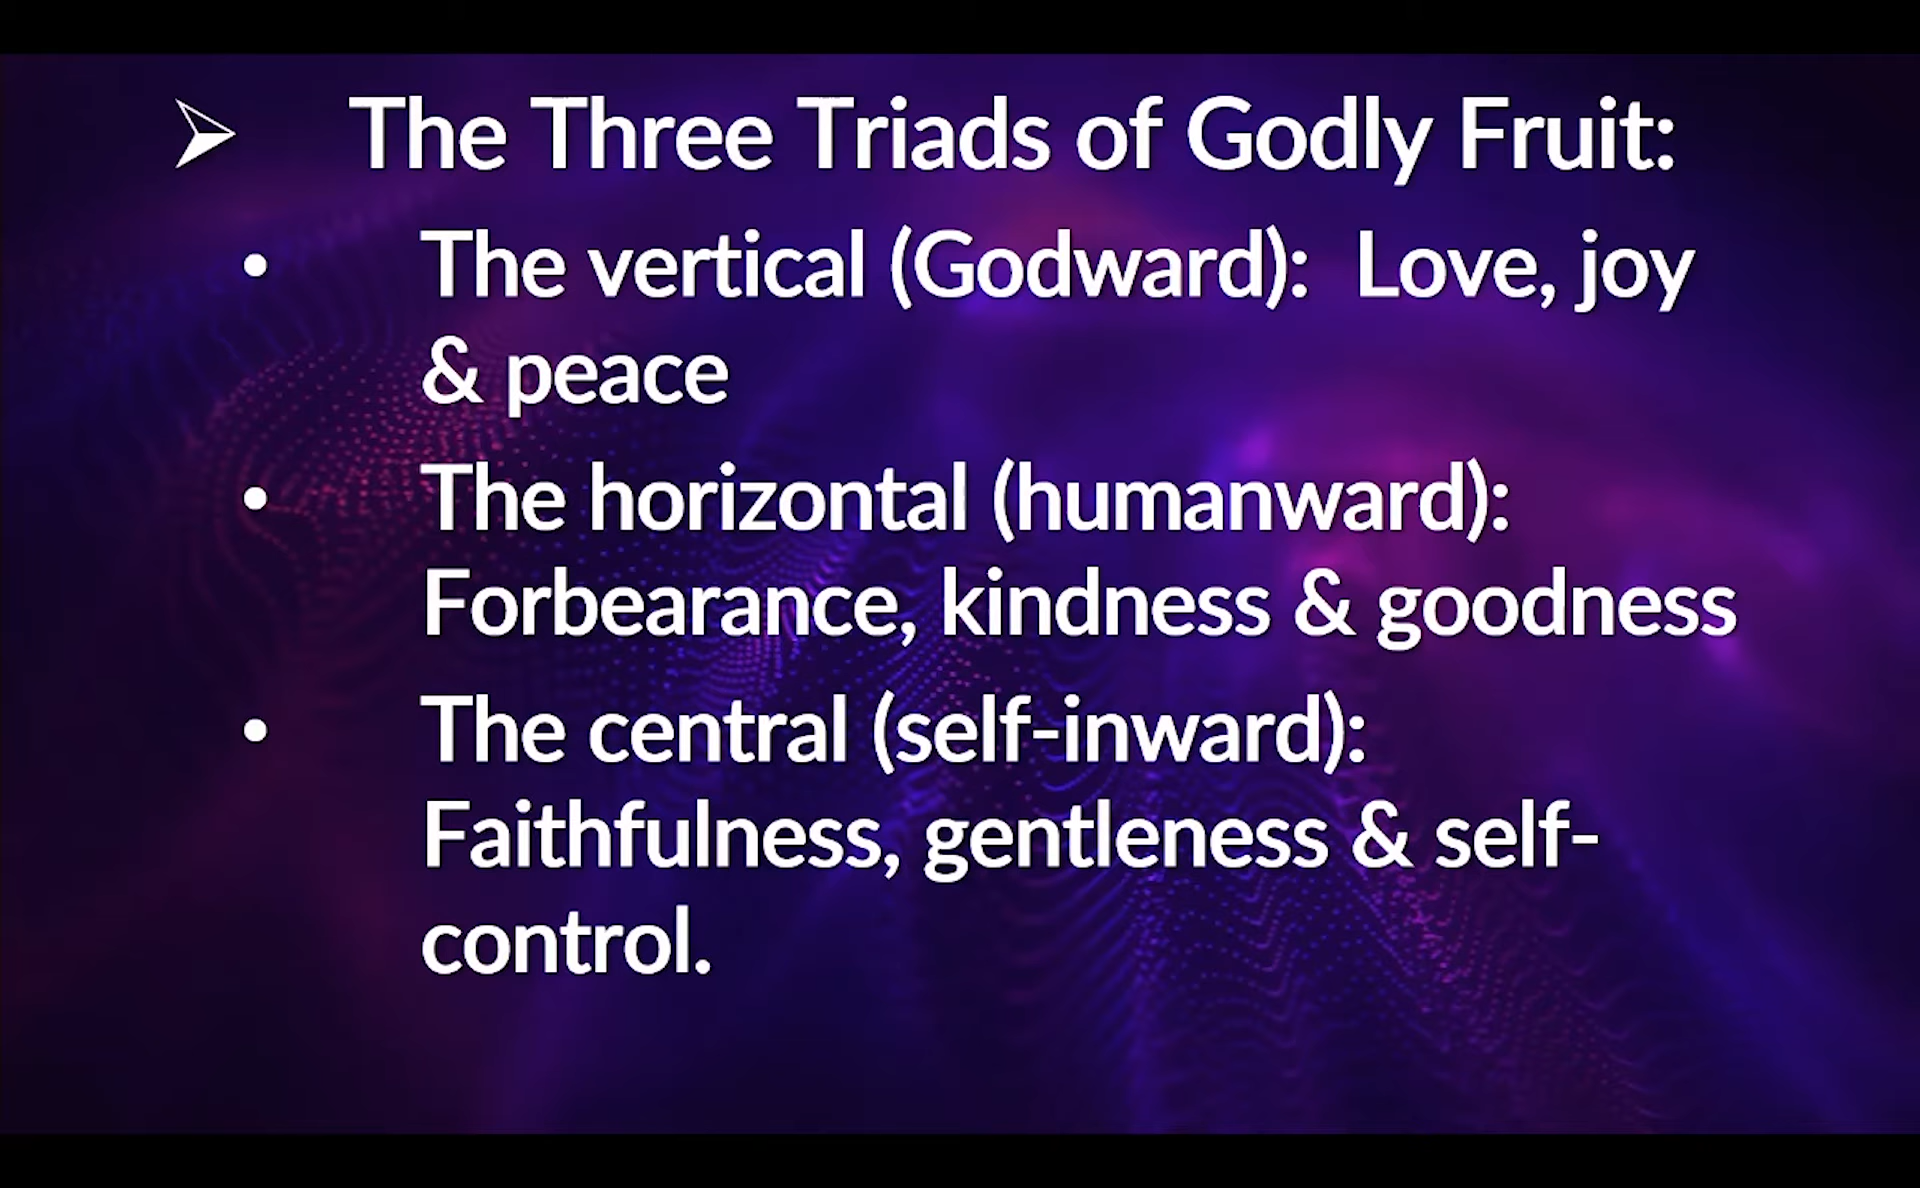 ➢ The Three Triads of Godly Fruit:
• The vertical (Godward):  Love, joy
& peace
• The horizontal (humanward):
Forbearance, kindness & goodness
• The central (self-inward):
Faithfulness, gentleness & self-
control.